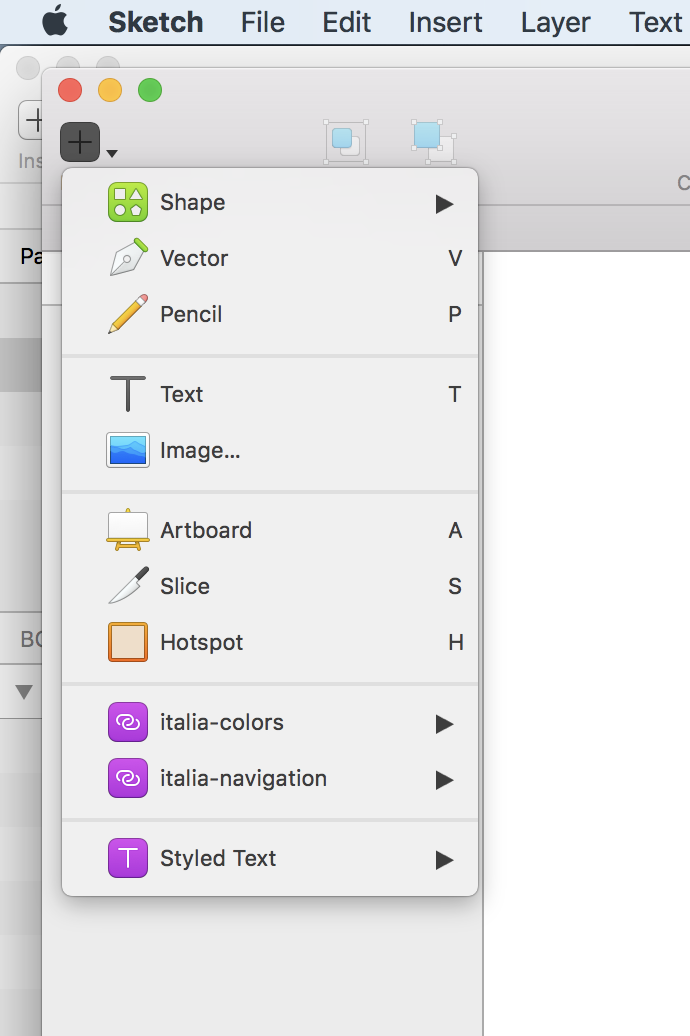 Sketch File Edit Insert Layer Text
Ins
Pa
Shape
Vector V
Pencil P
Text T
Image...
Artboard A
Slice S
Hotspot H
italia-colors
italia-navigation
Styled Text